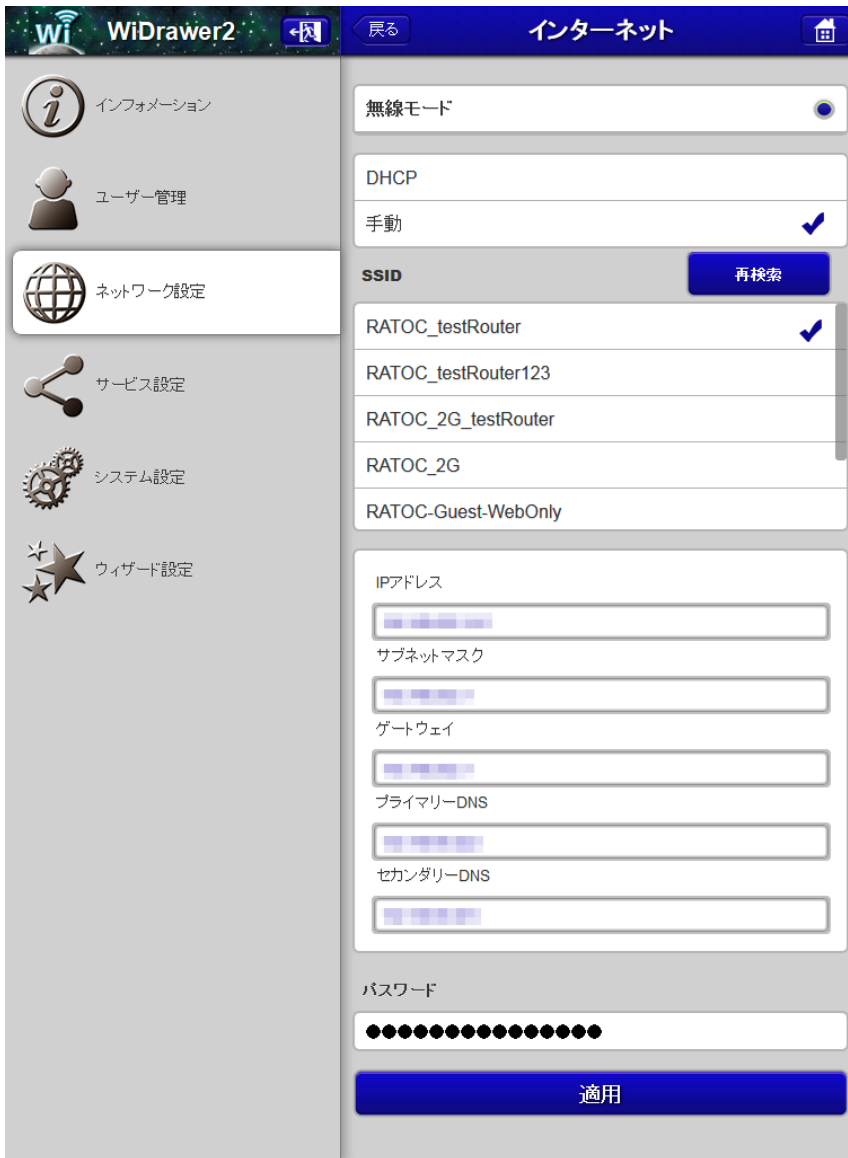 Wi WiDrawer2
インフォメーション
ユーザー管理
ネットワーク設定
サービス設定
システム設定
ウィザード設定
戻る
インターネット
無線モード
DHCP
手動
SSID
再検索
RATOC_testRouter
RATOC_testRouter123
RATOC_2G_testRouter
RATOC_2G
RATOC-Guest-WebOnly
IPアドレス
サブネットマスク
ゲートウェイ
プライマリーDNS
セカンダリーDNS
パスワード
●●●●●●●●●●●●●●●
適用